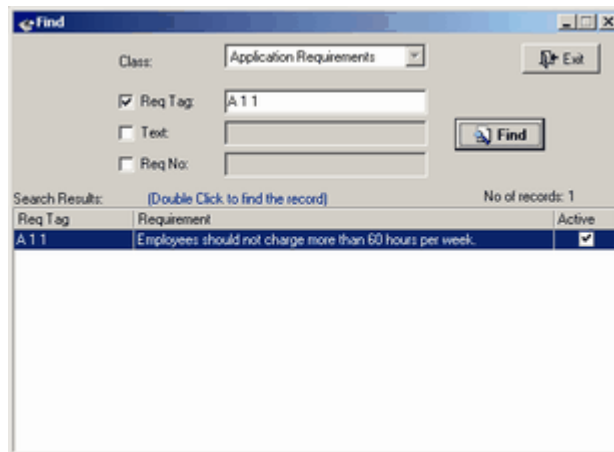 Find
Class: Application Requirements Exit
Req Tag: A 1 1
Text: Find
Req No:
Search Results: (Double Click to find the record) No of records: 1
Req Tag Requirement Active
A 1 1 Employees should not charge more than 60 hours per week.